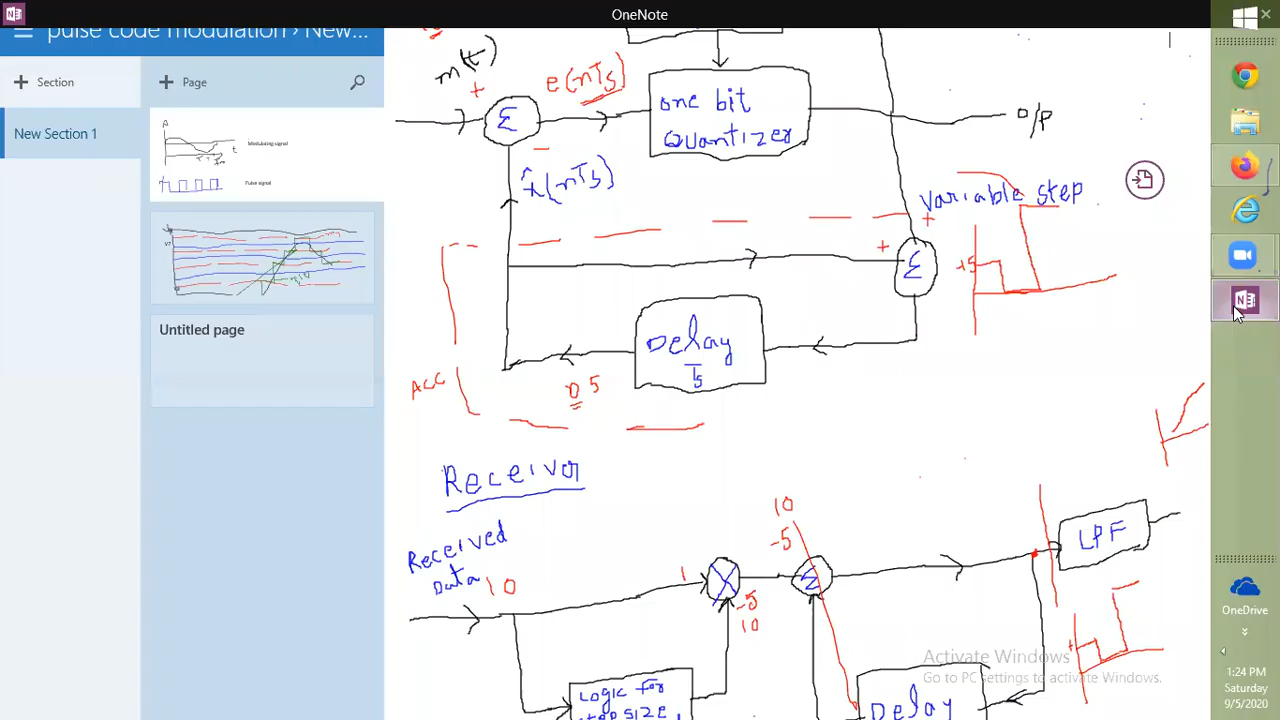 OneNote
pulse code modulation › New...
Section
Page
New Section 1
Modulating signal
Pulse signal
Untitled page
m(t)
+
e(nTs)
Σ
one bit
Quantizer
O/P
−
x̂(nTs)
variable step
+
+
Σ
+5
Delay
Ts
ACC
0 5
Receivor
Received
Data
10
1
-5
10
10
-5
Σ
LPF
Logic for
step size
Delay
Activate Windows
Go to PC settings to activate Windows.
OneDrive
1:24 PM
Saturday
9/5/2020